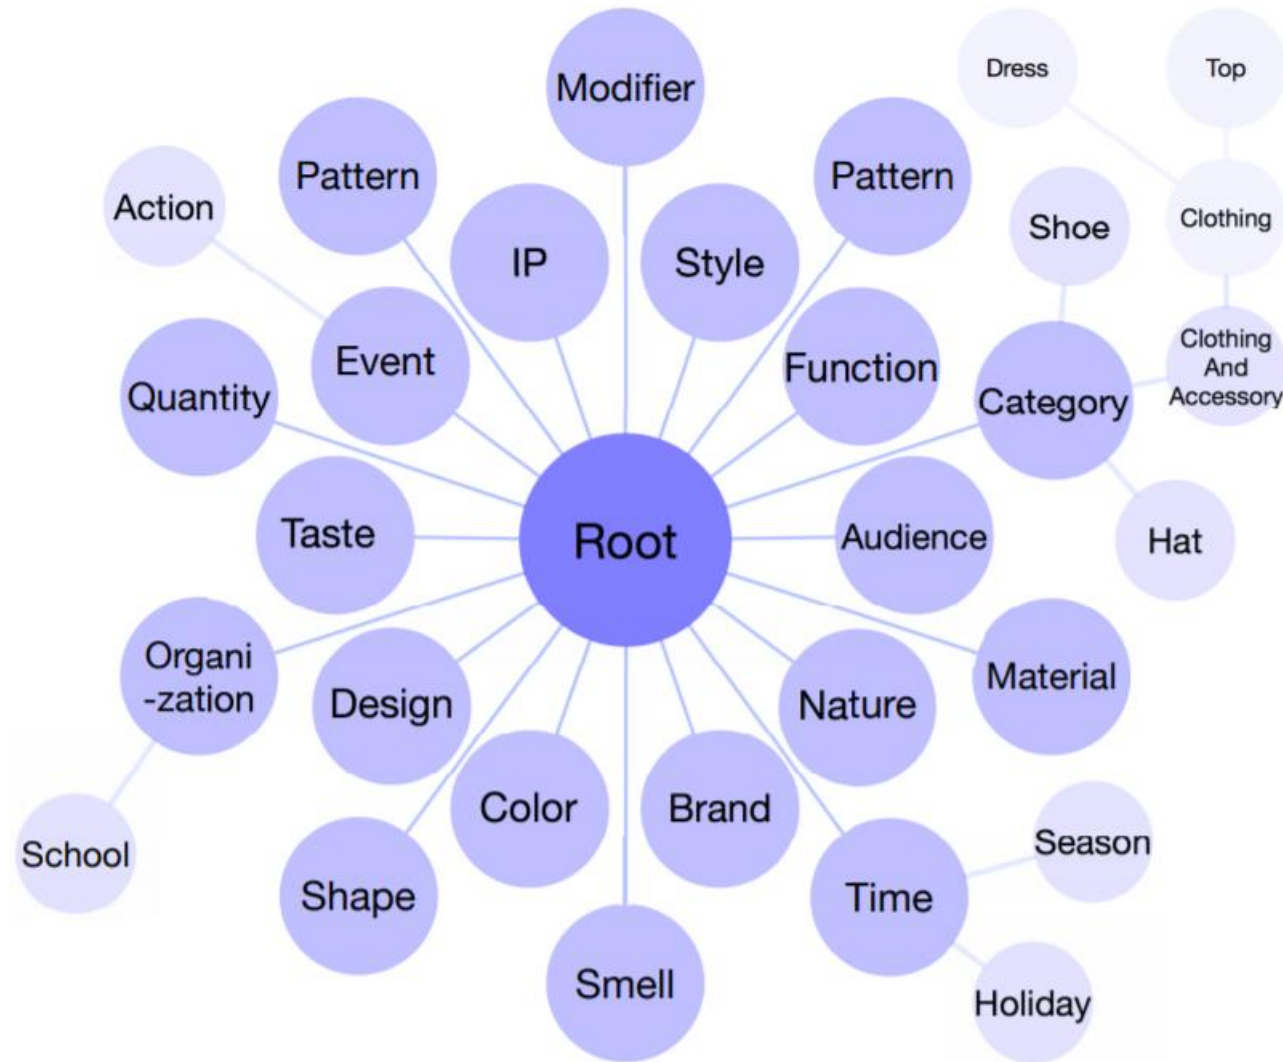 Modifier
Dress
Top
Pattern
Pattern
Action
Shoe
Clothing
IP
Style
Event
Function
Clothing
And
Accessory
Quantity
Category
Taste
Root
Audience
Hat
Organi
-zation
Design
Nature
Material
Color
Brand
School
Season
Shape
Time
Smell
Holiday